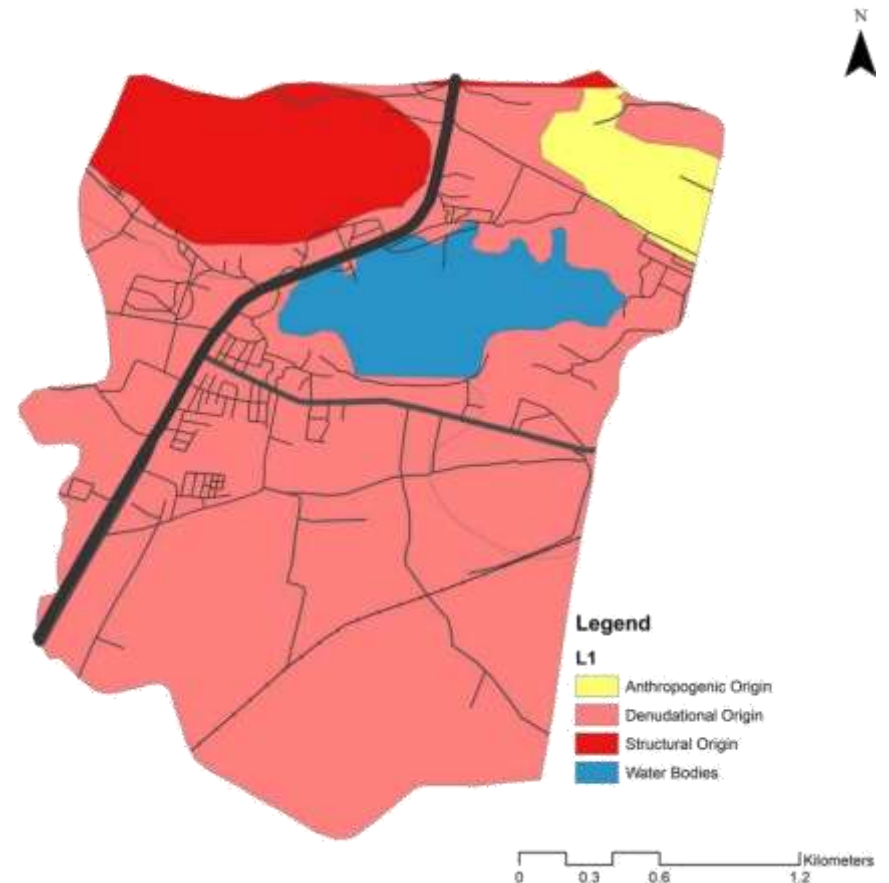 N
Legend
L1
Anthropogenic Origin
Denudational Origin
Structural Origin
Water Bodies
Kilometers
0 0.3 0.6 1.2